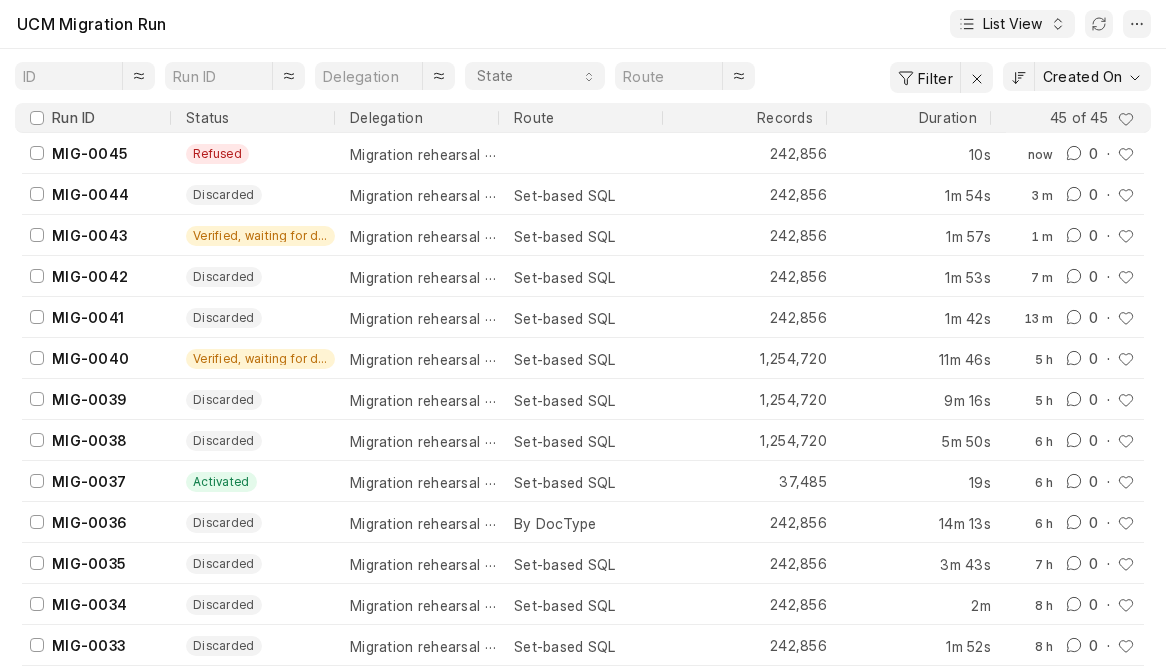 UCM Migration Run
List View
ID ≈ Run ID ≈ Delegation ≈ State Route ≈ Filter Created On
Run ID Status Delegation Route Records Duration 45 of 45
MIG-0045 Refused Migration rehearsal ··· 242,856 10s now 0 ·
MIG-0044 Discarded Migration rehearsal ··· Set-based SQL 242,856 1m 54s 3 m 0 ·
MIG-0043 Verified, waiting for d... Migration rehearsal ··· Set-based SQL 242,856 1m 57s 1 m 0 ·
MIG-0042 Discarded Migration rehearsal ··· Set-based SQL 242,856 1m 53s 7 m 0 ·
MIG-0041 Discarded Migration rehearsal ··· Set-based SQL 242,856 1m 42s 13 m 0 ·
MIG-0040 Verified, waiting for d... Migration rehearsal ··· Set-based SQL 1,254,720 11m 46s 5 h 0 ·
MIG-0039 Discarded Migration rehearsal ··· Set-based SQL 1,254,720 9m 16s 5 h 0 ·
MIG-0038 Discarded Migration rehearsal ··· Set-based SQL 1,254,720 5m 50s 6 h 0 ·
MIG-0037 Activated Migration rehearsal ··· Set-based SQL 37,485 19s 6 h 0 ·
MIG-0036 Discarded Migration rehearsal ··· By DocType 242,856 14m 13s 6 h 0 ·
MIG-0035 Discarded Migration rehearsal ··· Set-based SQL 242,856 3m 43s 7 h 0 ·
MIG-0034 Discarded Migration rehearsal ··· Set-based SQL 242,856 2m 8 h 0 ·
MIG-0033 Discarded Migration rehearsal ··· Set-based SQL 242,856 1m 52s 8 h 0 ·